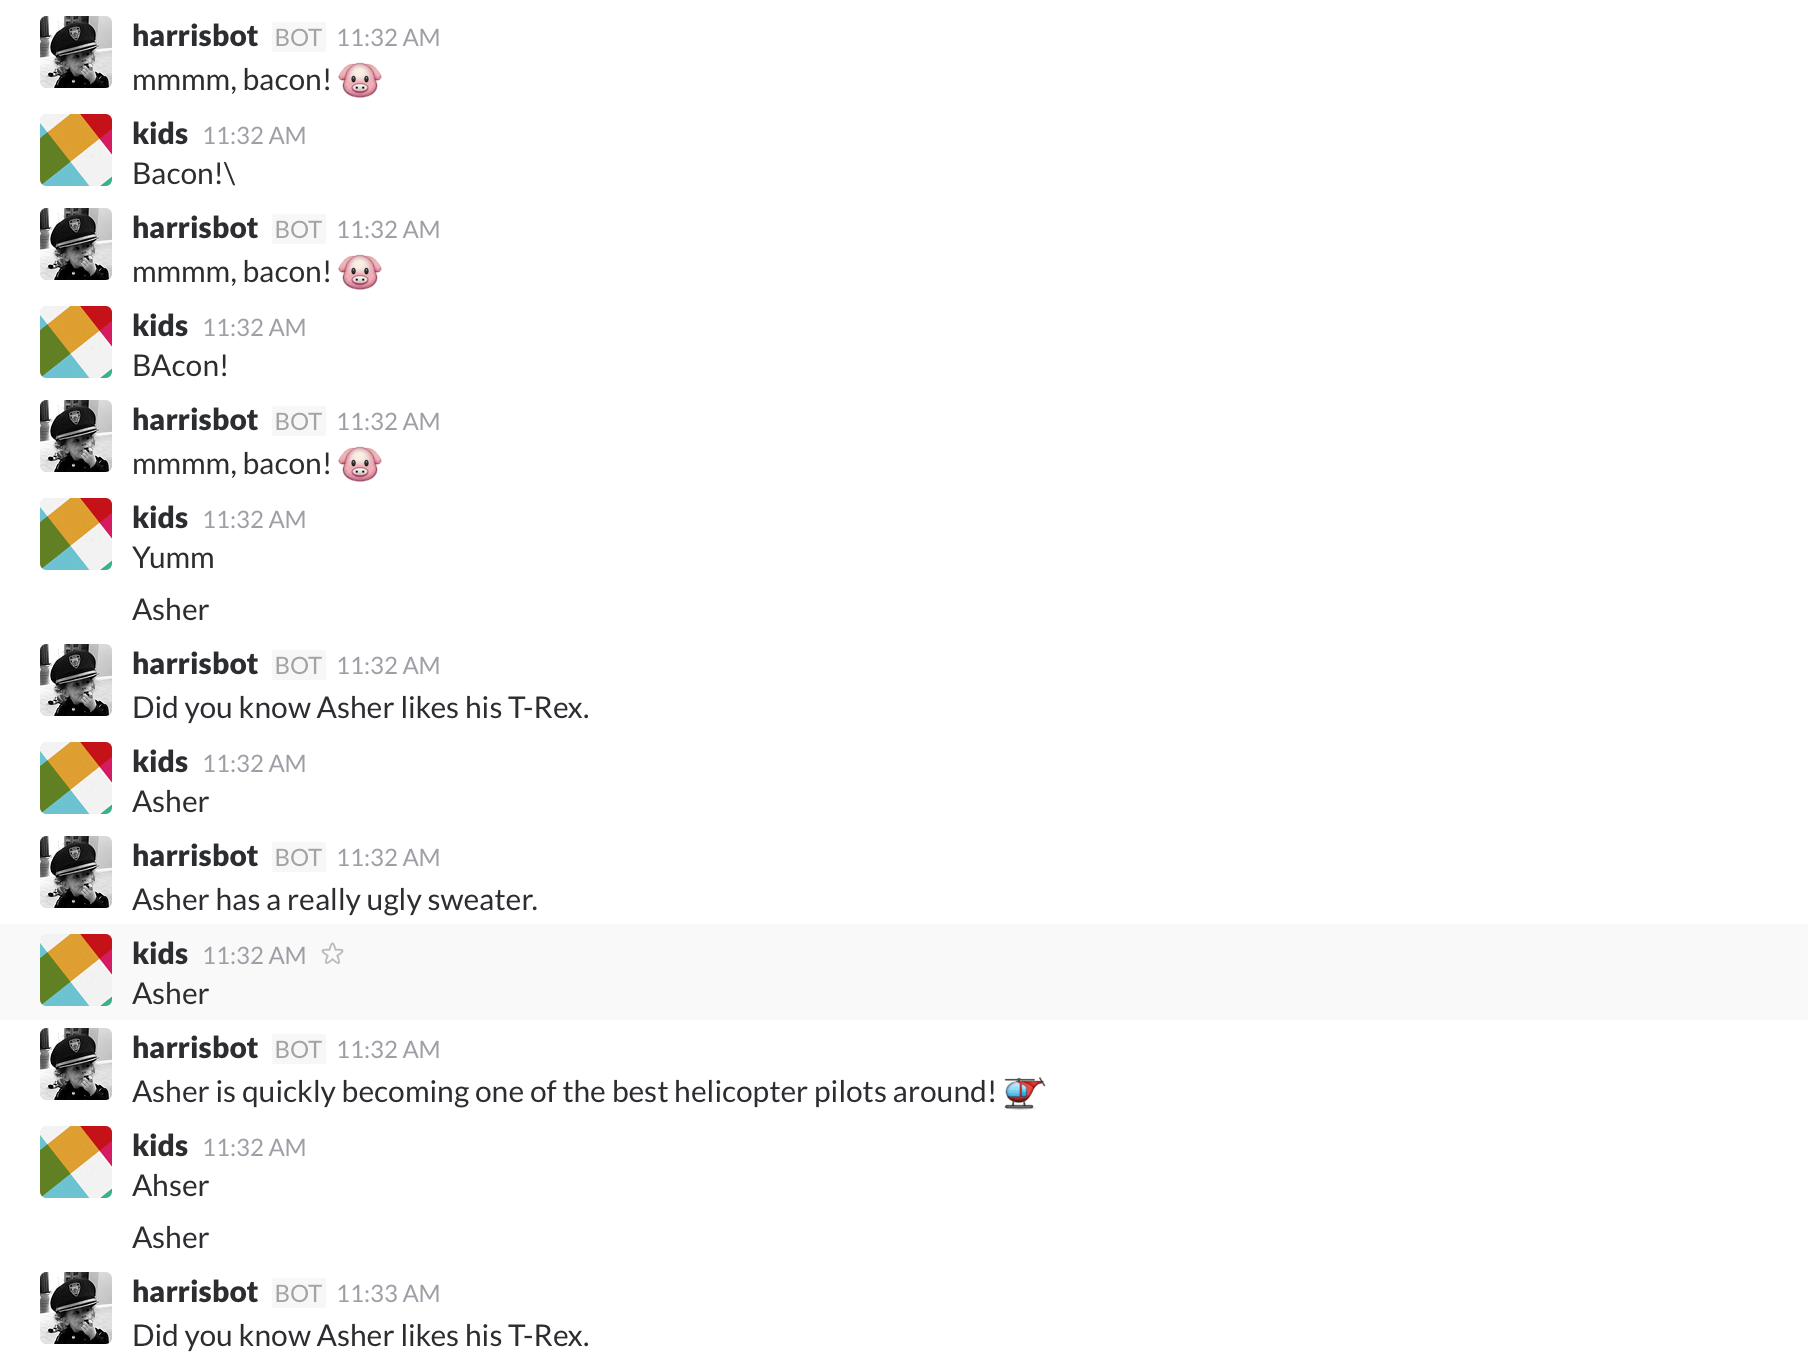 harrisbot BOT 11:32 AM
mmmm, bacon! 🐷
kids 11:32 AM
Bacon!\
harrisbot BOT 11:32 AM
mmmm, bacon! 🐷
kids 11:32 AM
BAcon!
harrisbot BOT 11:32 AM
mmmm, bacon! 🐷
kids 11:32 AM
Yumm
Asher
harrisbot BOT 11:32 AM
Did you know Asher likes his T-Rex.
kids 11:32 AM
Asher
harrisbot BOT 11:32 AM
Asher has a really ugly sweater.
kids 11:32 AM ☆
Asher
harrisbot BOT 11:32 AM
Asher is quickly becoming one of the best helicopter pilots around! 🚁
kids 11:32 AM
Ahser
Asher
harrisbot BOT 11:33 AM
Did you know Asher likes his T-Rex.